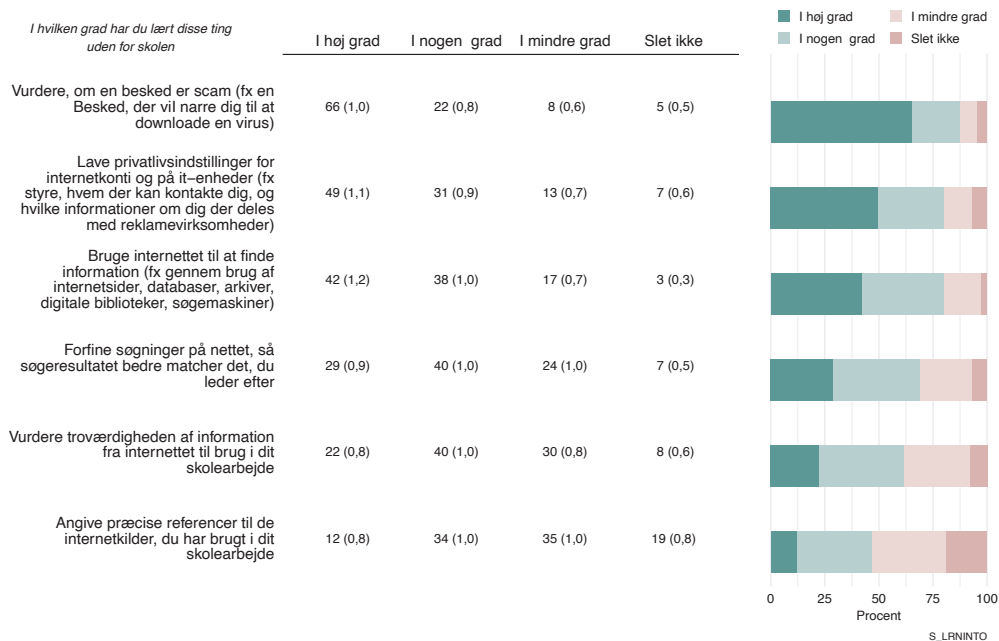 I hvilken grad har du lært disse ting
uden for skolen
I høj grad
I nogen grad
I mindre grad
Slet ikke
I høj grad
I mindre grad
I nogen grad
Slet ikke
Vurdere, om en besked er scam (fx en
Besked, der vil narre dig til at
downloade en virus)
66 (1,0)
22 (0,8)
8 (0,6)
5 (0,5)
Lave privatlivsindstillinger for
internetkonti og på it−enheder (fx
styre, hvem der kan kontakte dig, og
hvilke informationer om dig der deles
med reklamevirksomheder)
49 (1,1)
31 (0,9)
13 (0,7)
7 (0,6)
Bruge internettet til at finde
information (fx gennem brug af
internetsider, databaser, arkiver,
digitale biblioteker, søgemaskiner)
42 (1,2)
38 (1,0)
17 (0,7)
3 (0,3)
Forfine søgninger på nettet, så
søgeresultatet bedre matcher det, du
leder efter
29 (0,9)
40 (1,0)
24 (1,0)
7 (0,5)
Vurdere troværdigheden af information
fra internettet til brug i dit
skolearbejde
22 (0,8)
40 (1,0)
30 (0,8)
8 (0,6)
Angive præcise referencer til de
internetkilder, du har brugt i dit
skolearbejde
12 (0,8)
34 (1,0)
35 (1,0)
19 (0,8)
0 25 50 75 100
Procent
S_LRNINTO